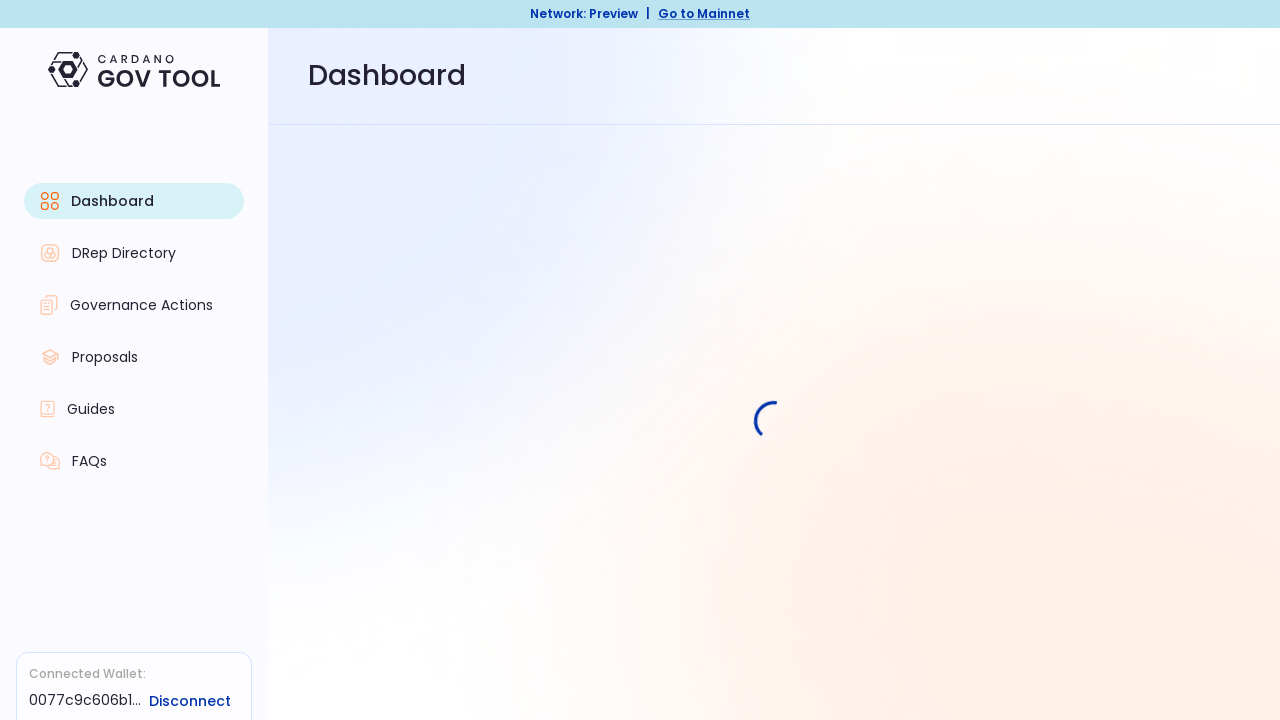 Network: Preview | Go to Mainnet
CARDANO
GOV TOOL
Dashboard
Dashboard
DRep Directory
Governance Actions
Proposals
Guides
FAQs
Connected Wallet:
0077c9c606b1... Disconnect